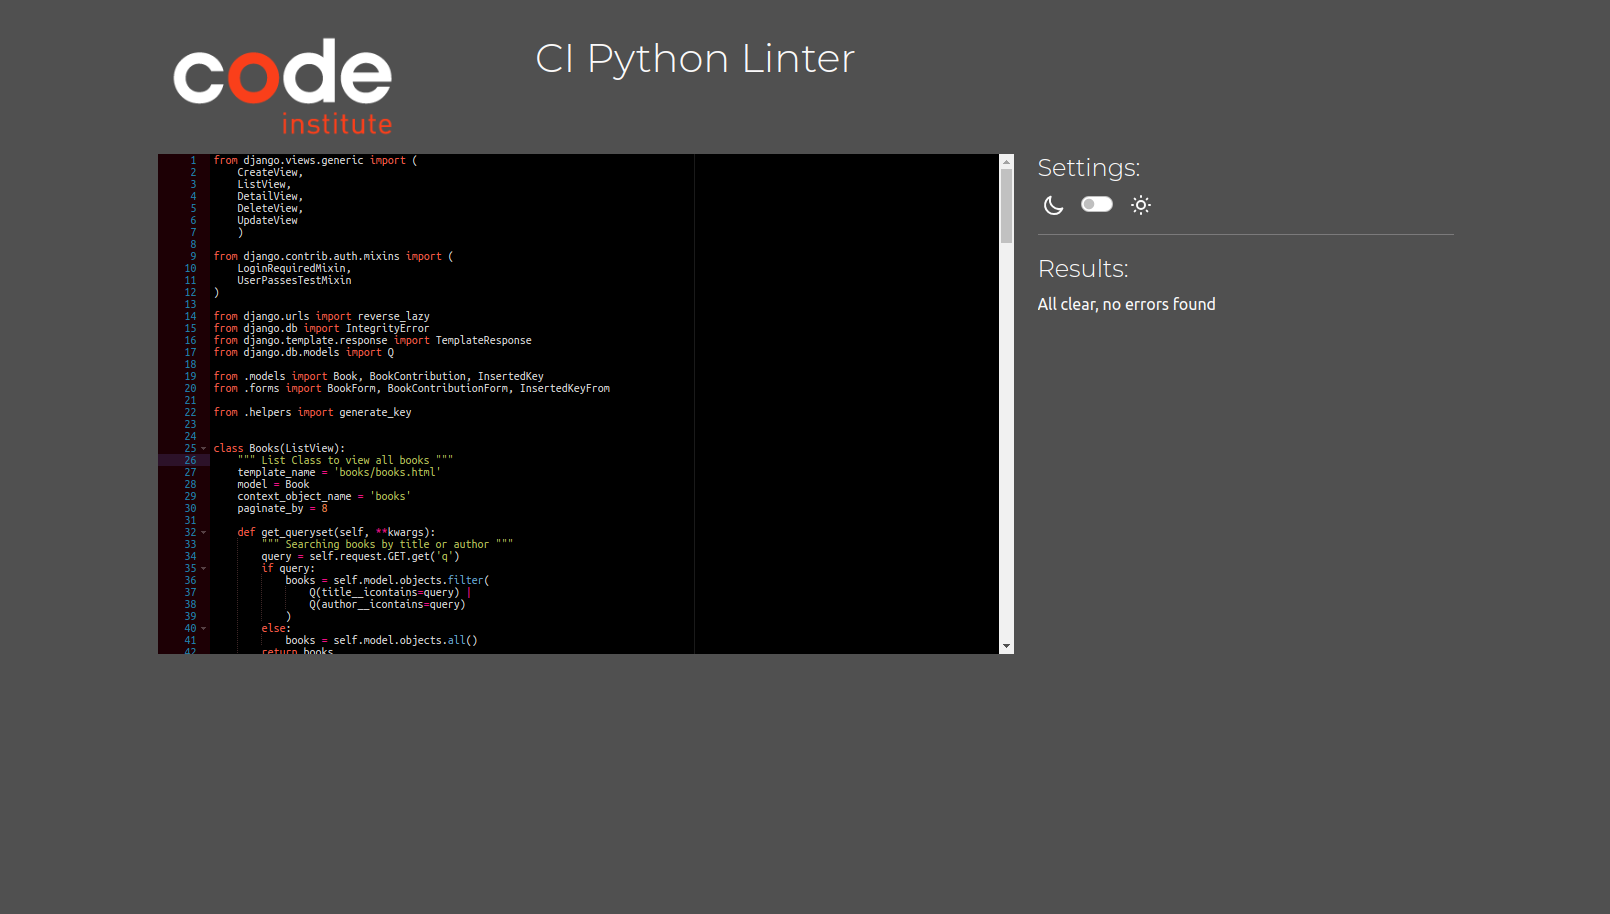 code
institute
CI Python Linter
1 from django.views.generic import (
2     CreateView,
3     ListView,
4     DetailView,
5     DeleteView,
6     UpdateView
7     )
8
9 from django.contrib.auth.mixins import (
10     LoginRequiredMixin,
11     UserPassesTestMixin
12 )
13
14 from django.urls import reverse_lazy
15 from django.db import IntegrityError
16 from django.template.response import TemplateResponse
17 from django.db.models import Q
18
19 from .models import Book, BookContribution, InsertedKey
20 from .forms import BookForm, BookContributionForm, InsertedKeyFrom
21
22 from .helpers import generate_key
23
24
25 class Books(ListView):
26     """ List Class to view all books """
27     template_name = 'books/books.html'
28     model = Book
29     context_object_name = 'books'
30     paginate_by = 8
31
32     def get_queryset(self, **kwargs):
33         """ Searching books by title or author """
34         query = self.request.GET.get('q')
35         if query:
36             books = self.model.objects.filter(
37                 Q(title__icontains=query) |
38                 Q(author__icontains=query)
39             )
40         else:
41             books = self.model.objects.all()
42         return books
Settings:
Results:
All clear, no errors found